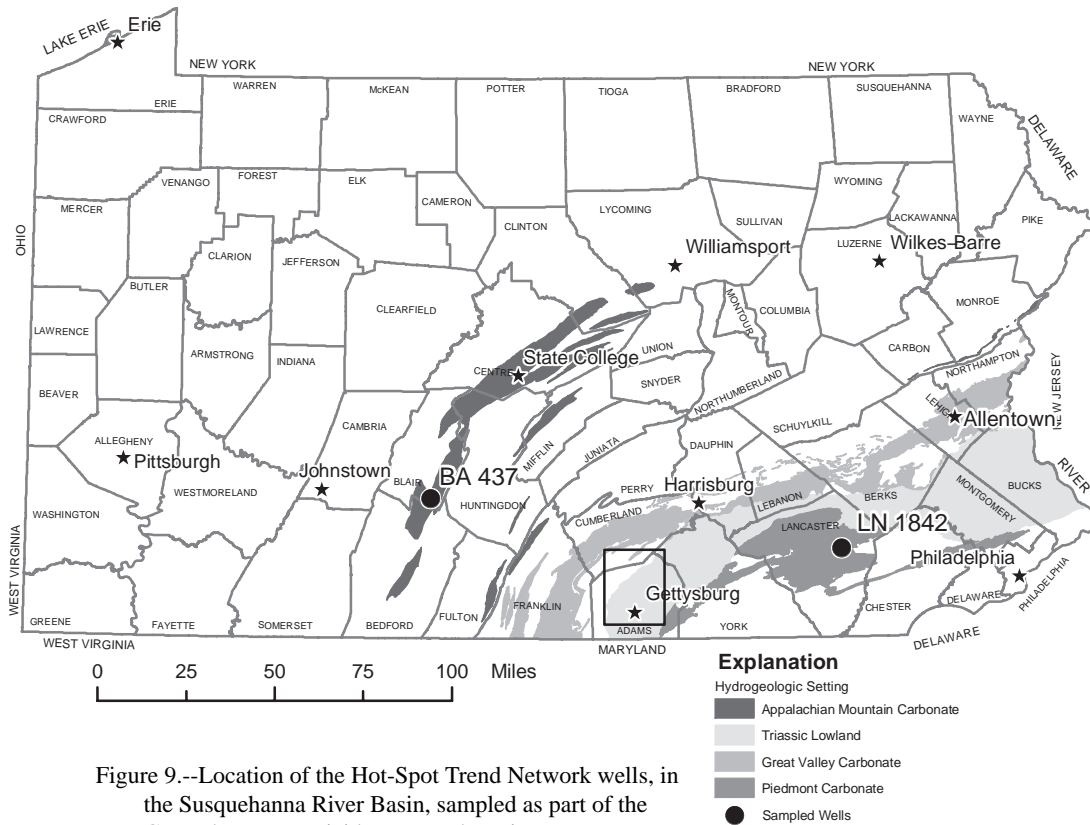 LAKE ERIE
Erie
NEW YORK
NEW YORK
ERIE
WARREN
McKEAN
POTTER
TIOGA
BRADFORD
SUSQUEHANNA
CRAWFORD
WAYNE
DELAWARE
VENANGO
FOREST
ELK
CAMERON
WYOMING
MERCER
LYCOMING
SULLIVAN
LACKAWANNA
PIKE
OHIO
CLINTON
CLARION
JEFFERSON
Williamsport
LUZERNE
Wilkes-Barre
BUTLER
CLEARFIELD
MONTOUR
COLUMBIA
MONROE
LAWRENCE
ARMSTRONG
INDIANA
CENTRE
State College
UNION
CARBON
NORTHAMPTON
BEAVER
SNYDER
NORTHUMBERLAND
LEHIGH
Allentown
NEW JERSEY
CAMBRIA
SCHUYLKILL
ALLEGHENY
Pittsburgh
MIFFLIN
JUNIATA
DAUPHIN
Johnstown
BLAIR
BA 437
HUNTINGDON
PERRY
Harrisburg
LEBANON
BERKS
MONTGOMERY
BUCKS
RIVER
WESTMORELAND
WASHINGTON
CUMBERLAND
LANCASTER
LN 1842
Philadelphia
WEST VIRGINIA
Gettysburg
FRANKLIN
FULTON
CHESTER
DELAWARE
PHILADELPHIA
GREENE
FAYETTE
SOMERSET
BEDFORD
ADAMS
YORK
WEST VIRGINIA
MARYLAND
DELAWARE
0 25 50 75 100 Miles
Explanation
Hydrogeologic Setting
Appalachian Mountain Carbonate
Triassic Lowland
Great Valley Carbonate
Piedmont Carbonate
Sampled Wells
Figure 9.--Location of the Hot-Spot Trend Network wells, in
the Susquehanna River Basin, sampled as part of the